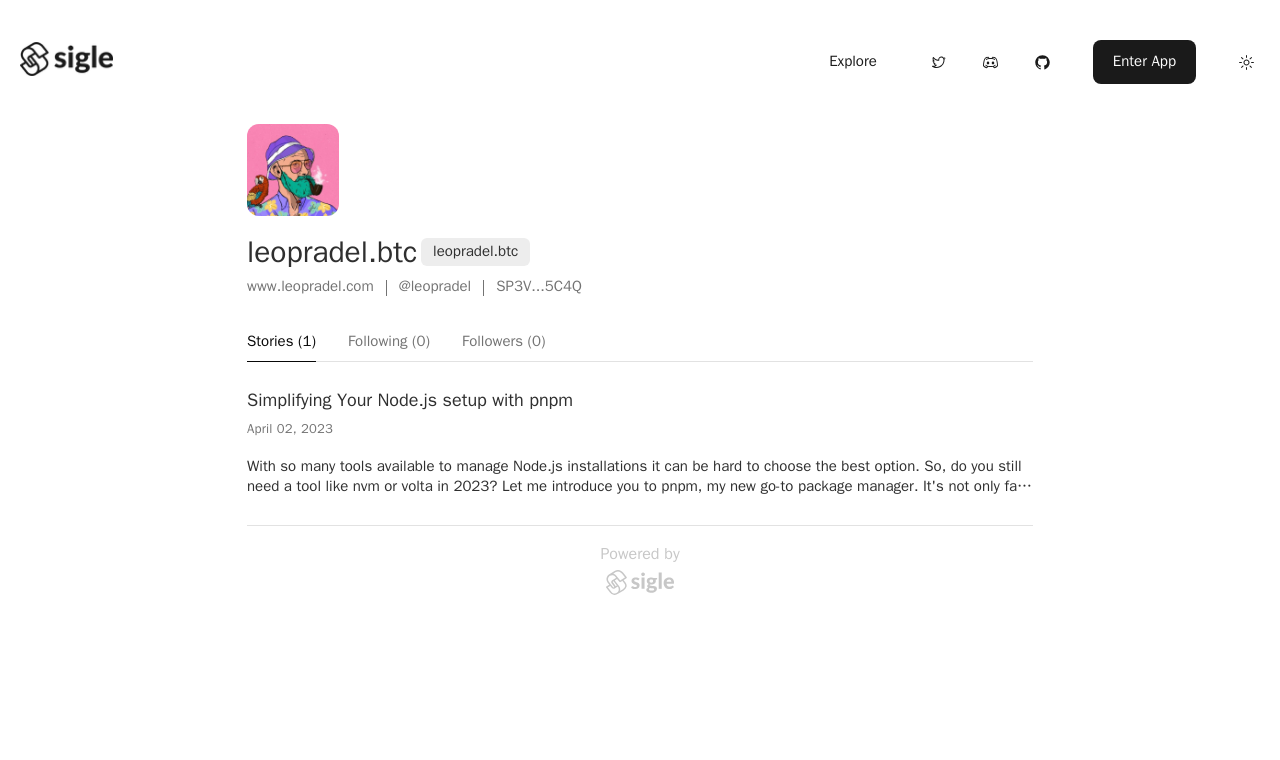 sigle
Explore
Enter App
leopradel.btc leopradel.btc
www.leopradel.com | @leopradel | SP3V...5C4Q
Stories (1) Following (0) Followers (0)
Simplifying Your Node.js setup with pnpm
April 02, 2023
With so many tools available to manage Node.js installations it can be hard to choose the best option. So, do you still
need a tool like nvm or volta in 2023? Let me introduce you to pnpm, my new go-to package manager. It's not only fa…
Powered by
sigle